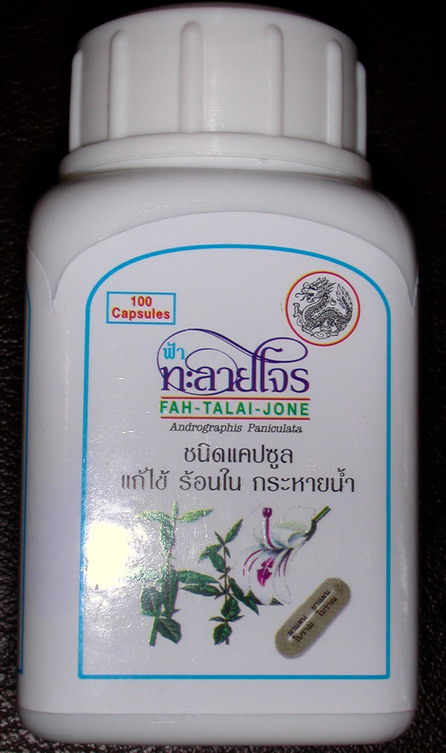 100
Capsules
ฟ้า
ทะลายโจร
FAH-TALAI-JONE
Andrographis Paniculata
ชนิดแคปซูล
แก้ไข้ ร้อนใน กระหายน้ำ